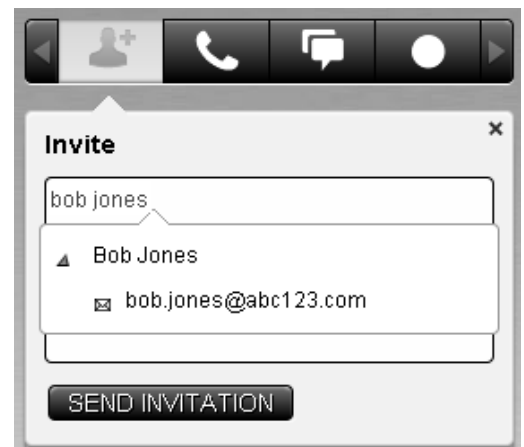 Invite
bob jones
Bob Jones
bob.jones@abc123.com
SEND INVITATION